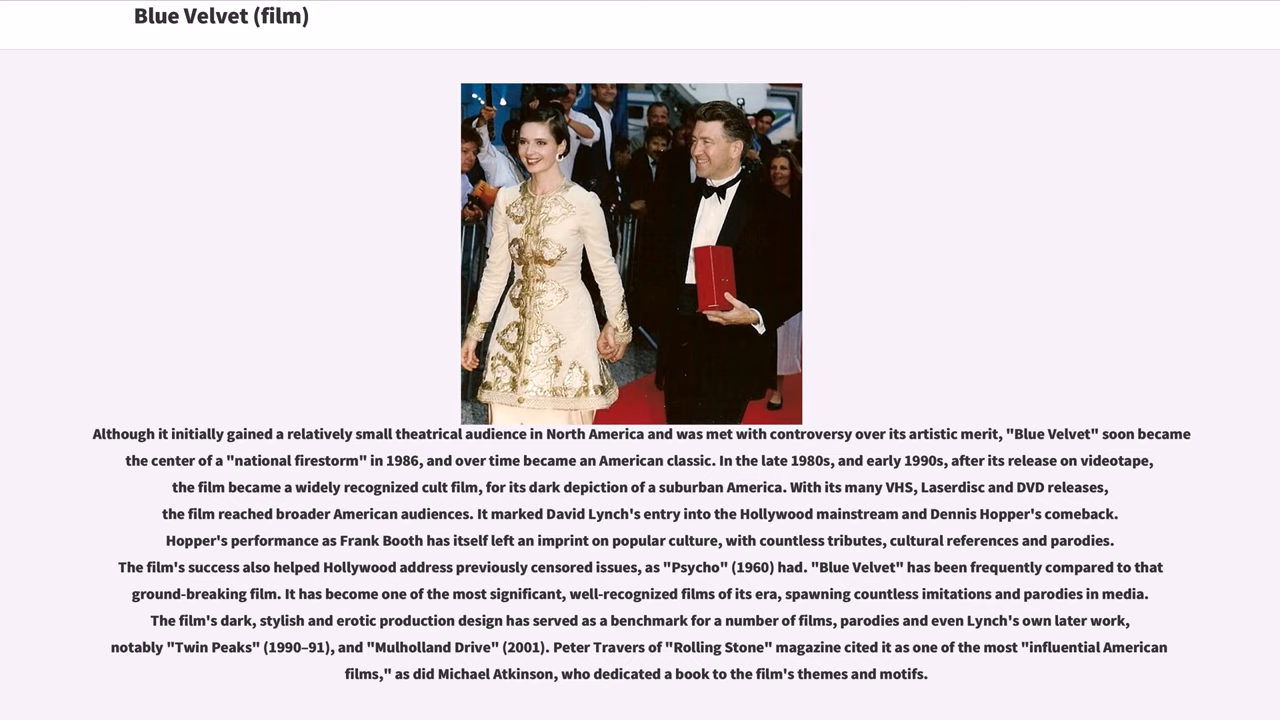 Blue Velvet (film)
Although it initially gained a relatively small theatrical audience in North America and was met with controversy over its artistic merit, "Blue Velvet" soon became
the center of a "national firestorm" in 1986, and over time became an American classic. In the late 1980s, and early 1990s, after its release on videotape,
the film became a widely recognized cult film, for its dark depiction of a suburban America. With its many VHS, Laserdisc and DVD releases,
the film reached broader American audiences. It marked David Lynch's entry into the Hollywood mainstream and Dennis Hopper's comeback.
Hopper's performance as Frank Booth has itself left an imprint on popular culture, with countless tributes, cultural references and parodies.
The film's success also helped Hollywood address previously censored issues, as "Psycho" (1960) had. "Blue Velvet" has been frequently compared to that
ground-breaking film. It has become one of the most significant, well-recognized films of its era, spawning countless imitations and parodies in media.
The film's dark, stylish and erotic production design has served as a benchmark for a number of films, parodies and even Lynch's own later work,
notably "Twin Peaks" (1990–91), and "Mulholland Drive" (2001). Peter Travers of "Rolling Stone" magazine cited it as one of the most "influential American
films," as did Michael Atkinson, who dedicated a book to the film's themes and motifs.